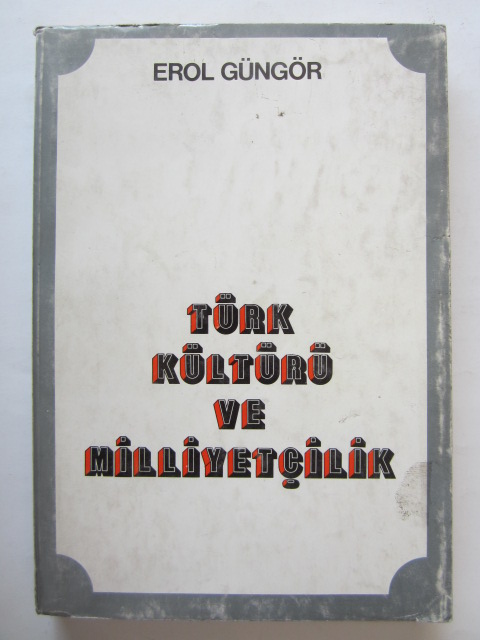 EROL GÜNGÖR
TÜRK
KÜLTÜRÜ
VE
MİLLİYETÇİLİK